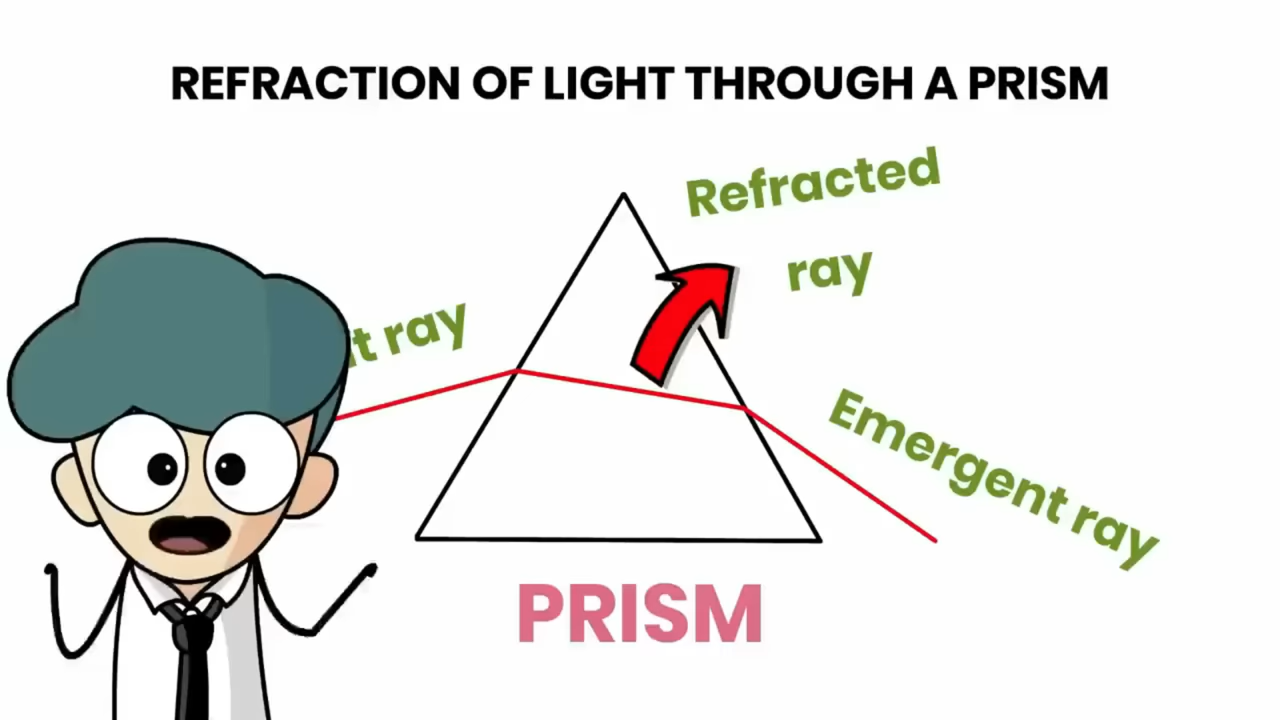 REFRACTION OF LIGHT THROUGH A PRISM
Refracted
ray
ray
Emergent ray
PRISM